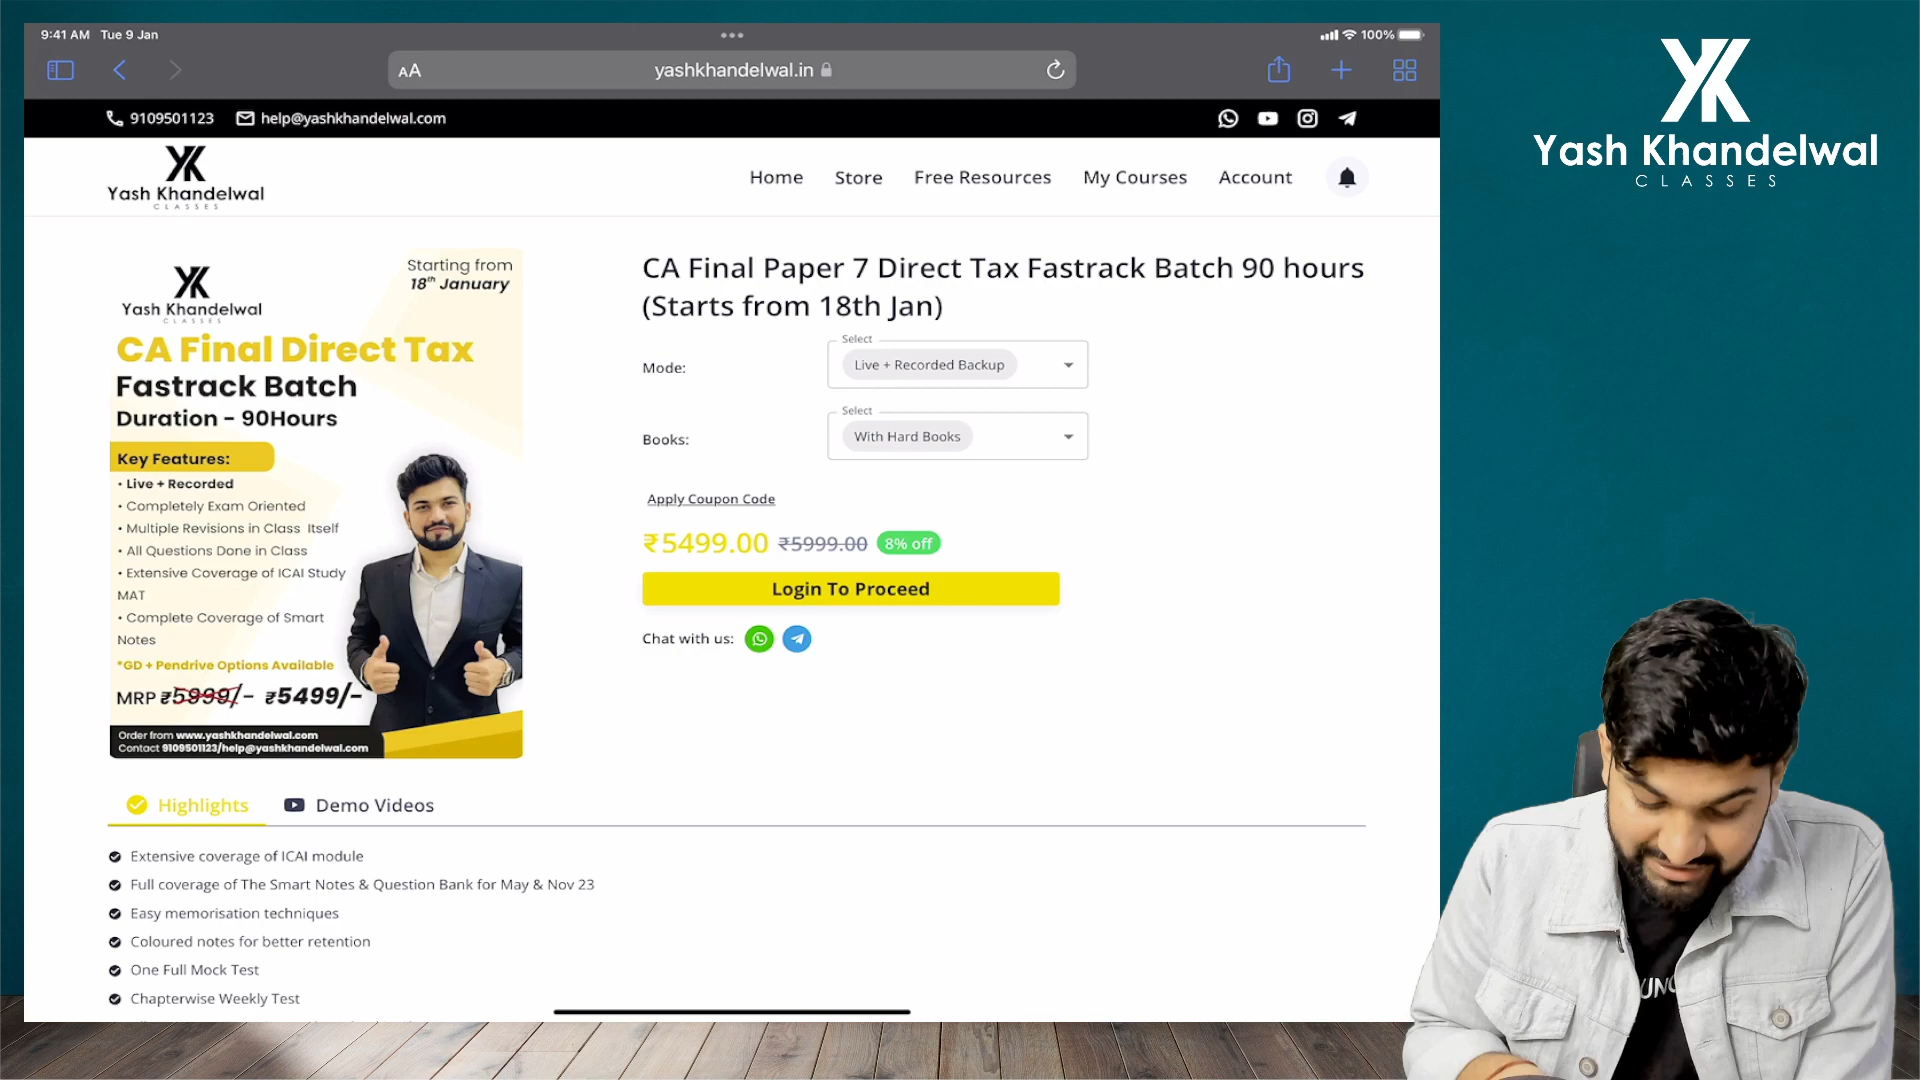 9:41 AM Tue 9 Jan
100%
AA
yashkhandelwal.in
9109501123 help@yashkhandelwal.com
Yash Khandelwal
CLASSES
Home Store Free Resources My Courses Account
Yash Khandelwal
CLASSES
Starting from
18th January
Yash Khandelwal
CLASSES
CA Final Direct Tax
Fastrack Batch
Duration - 90Hours
Key Features:
• Live + Recorded
• Completely Exam Oriented
• Multiple Revisions in Class Itself
• All Questions Done in Class
• Extensive Coverage of ICAI Study
MAT
• Complete Coverage of Smart
Notes
*GD + Pendrive Options Available
MRP ₹5999/- ₹5499/-
Order from www.yashkhandelwal.com
Contact 9109501123/help@yashkhandelwal.com
CA Final Paper 7 Direct Tax Fastrack Batch 90 hours
(Starts from 18th Jan)
Select
Mode: Live + Recorded Backup
Select
Books: With Hard Books
Apply Coupon Code
₹5499.00 ₹5999.00 8% off
Login To Proceed
Chat with us:
Highlights Demo Videos
Extensive coverage of ICAI module
Full coverage of The Smart Notes & Question Bank for May & Nov 23
Easy memorisation techniques
Coloured notes for better retention
One Full Mock Test
Chapterwise Weekly Test